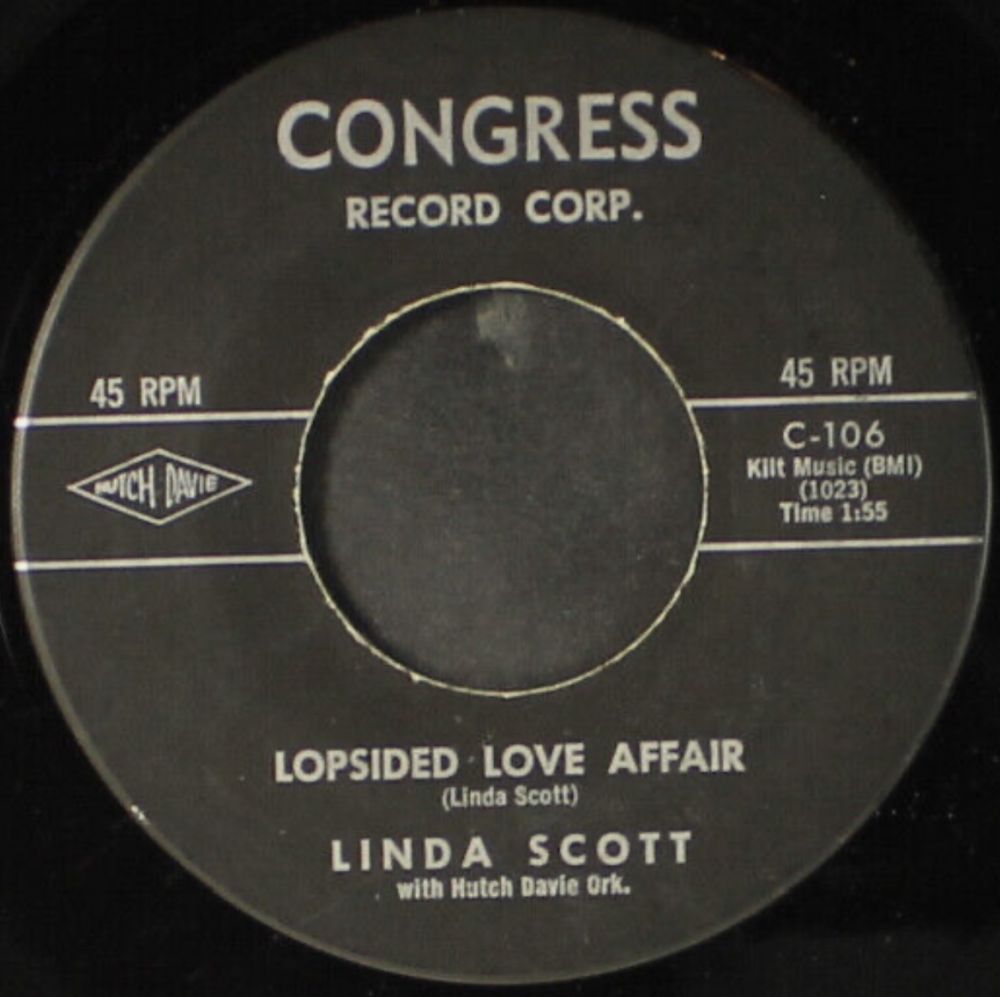 CONGRESS
RECORD CORP.
45 RPM
45 RPM
HUTCH DAVIE
C-106
Kilt Music (BMI)
(1023)
Time 1:55
LOPSIDED LOVE AFFAIR
(Linda Scott)
LINDA SCOTT
with Hutch Davie Ork.